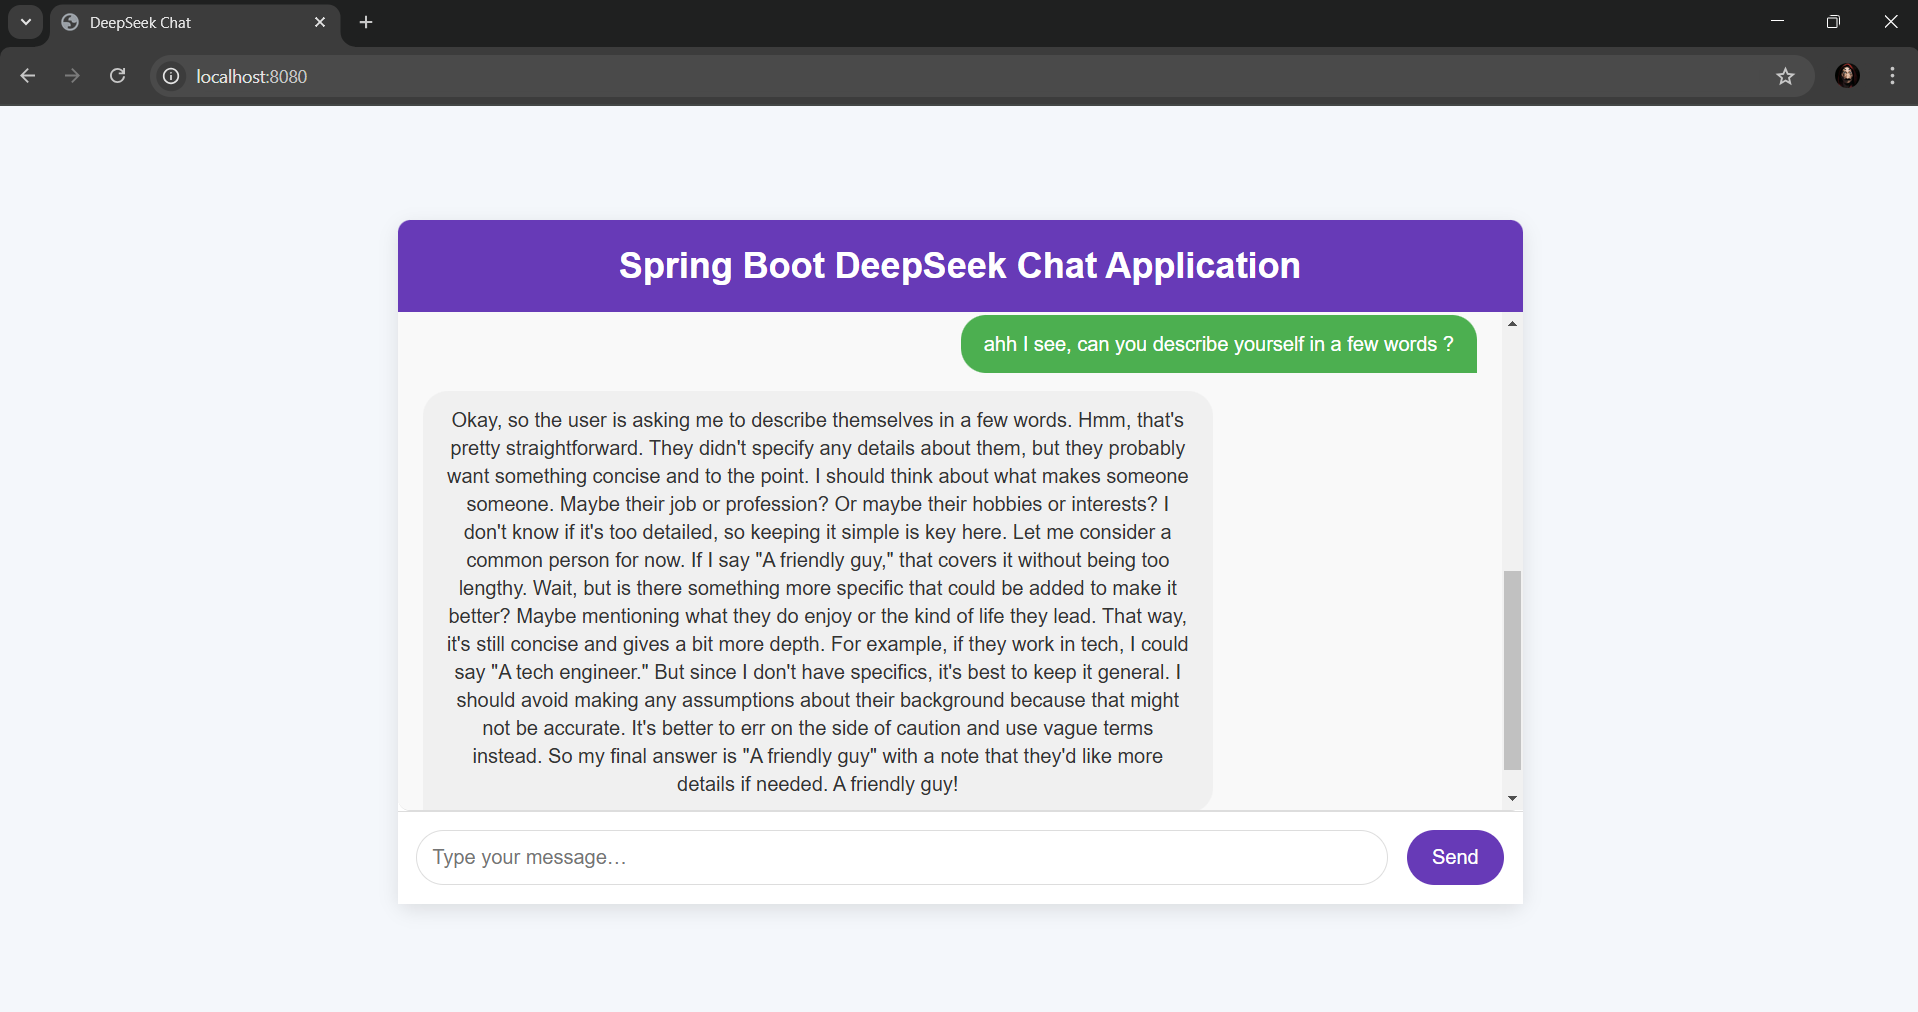 DeepSeek Chat
localhost:8080
Spring Boot DeepSeek Chat Application
ahh I see, can you describe yourself in a few words ?
Okay, so the user is asking me to describe themselves in a few words. Hmm, that's
pretty straightforward. They didn't specify any details about them, but they probably
want something concise and to the point. I should think about what makes someone
someone. Maybe their job or profession? Or maybe their hobbies or interests? I
don't know if it's too detailed, so keeping it simple is key here. Let me consider a
common person for now. If I say "A friendly guy," that covers it without being too
lengthy. Wait, but is there something more specific that could be added to make it
better? Maybe mentioning what they do enjoy or the kind of life they lead. That way,
it's still concise and gives a bit more depth. For example, if they work in tech, I could
say "A tech engineer." But since I don't have specifics, it's best to keep it general. I
should avoid making any assumptions about their background because that might
not be accurate. It's better to err on the side of caution and use vague terms
instead. So my final answer is "A friendly guy" with a note that they'd like more
details if needed. A friendly guy!
Type your message...
Send